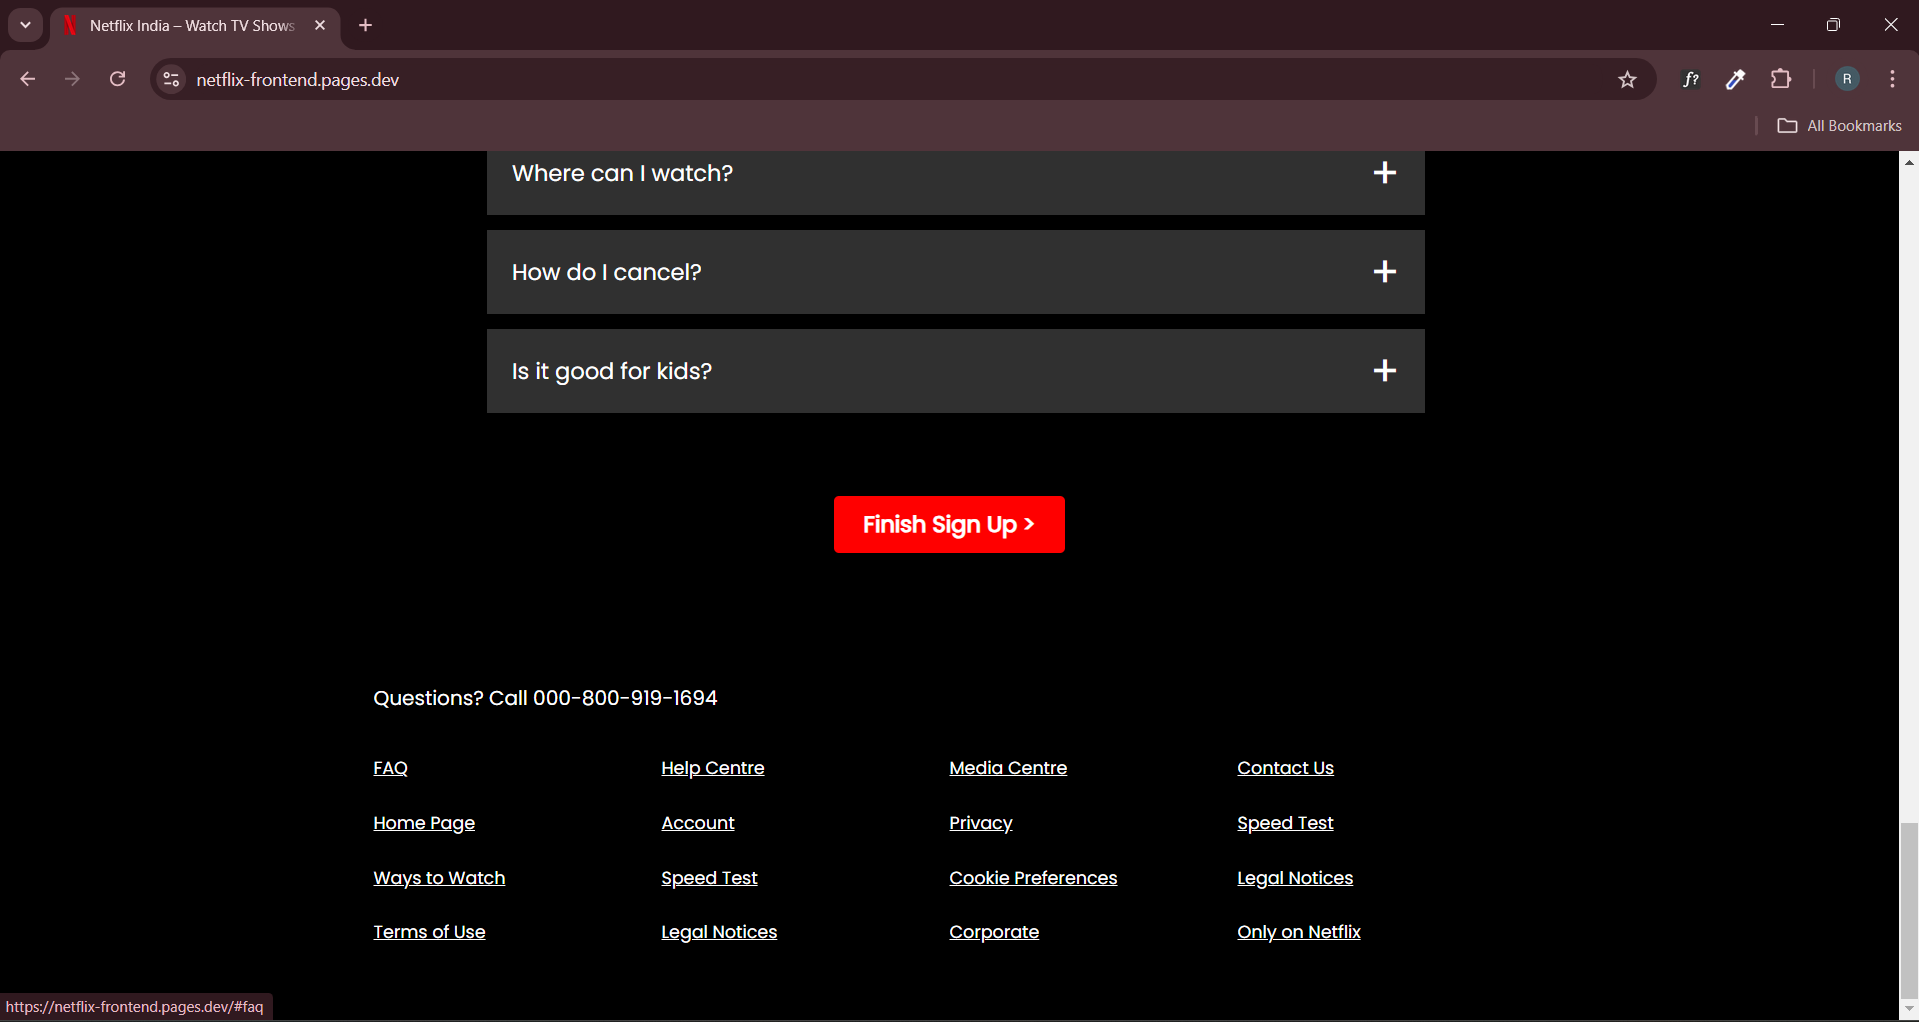 Netflix India – Watch TV Shows
netflix-frontend.pages.dev
f?
R
All Bookmarks
Where can I watch?
How do I cancel?
Is it good for kids?
Finish Sign Up >
Questions? Call 000-800-919-1694
FAQ Help Centre Media Centre Contact Us
Home Page Account Privacy Speed Test
Ways to Watch Speed Test Cookie Preferences Legal Notices
Terms of Use Legal Notices Corporate Only on Netflix
https://netflix-frontend.pages.dev/#faq